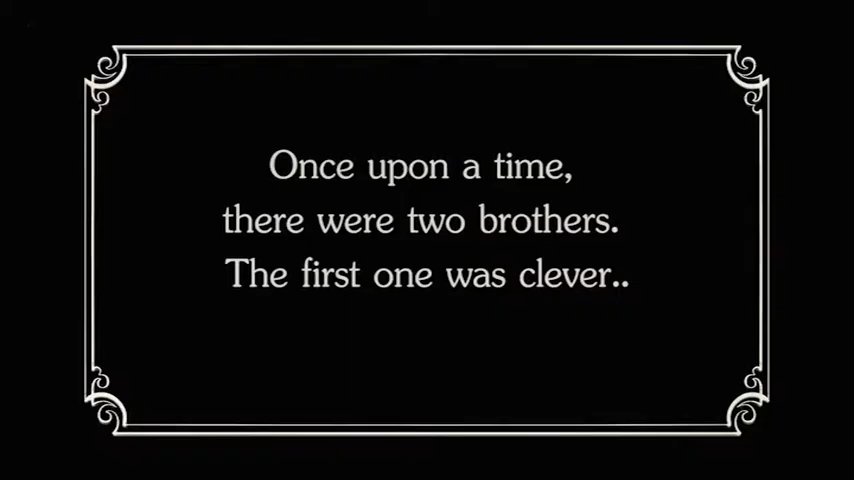 Once upon a time,
there were two brothers.
The first one was clever..